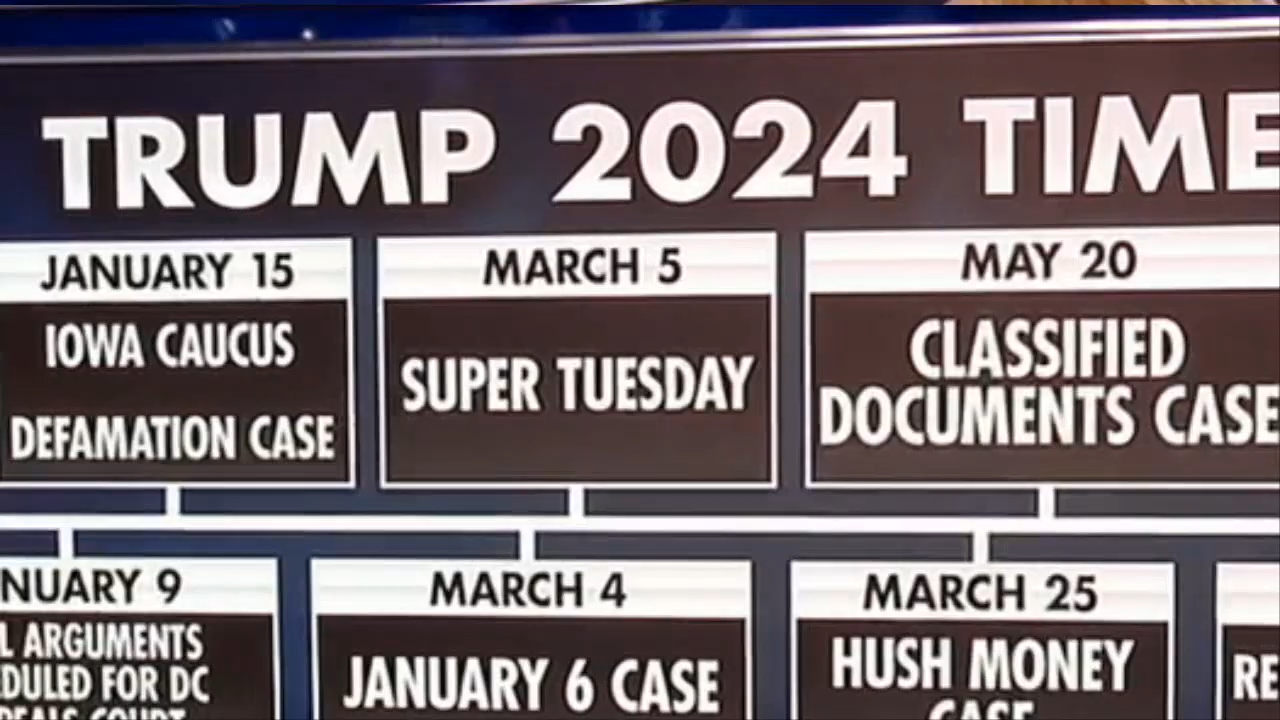 TRUMP 2024 TIME
JANUARY 15
IOWA CAUCUS
DEFAMATION CASE
MARCH 5
SUPER TUESDAY
MAY 20
CLASSIFIED
DOCUMENTS CASE
NUARY 9
L ARGUMENTS
DULED FOR DC
MARCH 4
JANUARY 6 CASE
MARCH 25
HUSH MONEY
CASE
RE